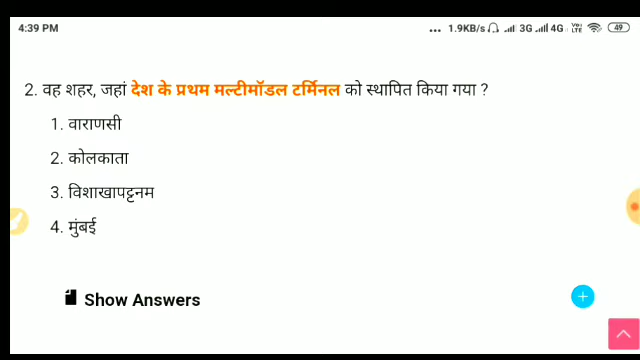 4:39 PM ... 1.9KB/s 3G 4G VoLTE 49
2. वह शहर, जहां देश के प्रथम मल्टीमॉडल टर्मिनल को स्थापित किया गया ?
1. वाराणसी
2. कोलकाता
3. विशाखापट्टनम
4. मुंबई
Show Answers